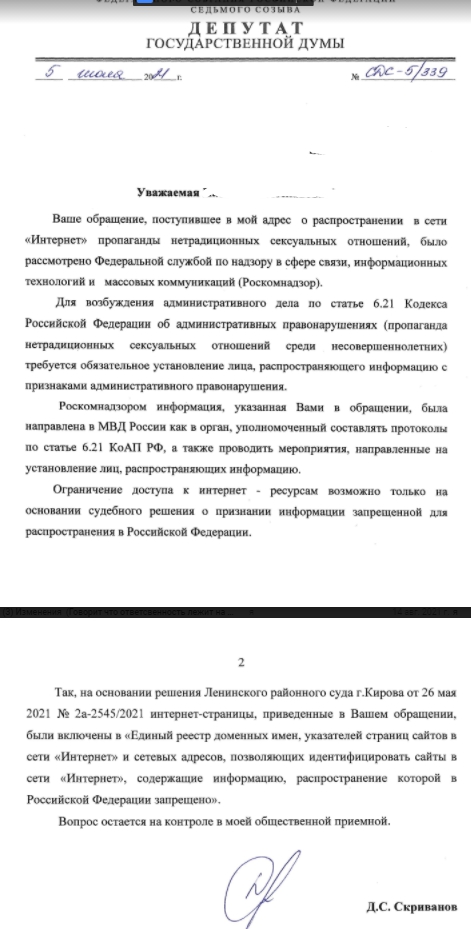 СЕДЬМОГО СОЗЫВА
ДЕПУТАТ
ГОСУДАРСТВЕННОЙ ДУМЫ
5 июля 2021 г. № СДС-5/339
Уважаемая
Ваше обращение, поступившее в мой адрес о распространении в сети
«Интернет» пропаганды нетрадиционных сексуальных отношений, было
рассмотрено Федеральной службой по надзору в сфере связи, информационных
технологий и массовых коммуникаций (Роскомнадзор).
Для возбуждения административного дела по статье 6.21 Кодекса
Российской Федерации об административных правонарушениях (пропаганда
нетрадиционных сексуальных отношений среди несовершеннолетних)
требуется обязательное установление лица, распространяющего информацию с
признаками административного правонарушения.
Роскомнадзором информация, указанная Вами в обращении, была
направлена в МВД России как в орган, уполномоченный составлять протоколы
по статье 6.21 КоАП РФ, а также проводить мероприятия, направленные на
установление лиц, распространяющих информацию.
Ограничение доступа к интернет - ресурсам возможно только на
основании судебного решения о признании информации запрещенной для
распространения в Российской Федерации.
2
Так, на основании решения Ленинского районного суда г.Кирова от 26 мая
2021 № 2а-2545/2021 интернет-страницы, приведенные в Вашем обращении,
были включены в «Единый реестр доменных имен, указателей страниц сайтов в
сети «Интернет» и сетевых адресов, позволяющих идентифицировать сайты в
сети «Интернет», содержащие информацию, распространение которой в
Российской Федерации запрещено».
Вопрос остается на контроле в моей общественной приемной.
Д.С. Скриванов